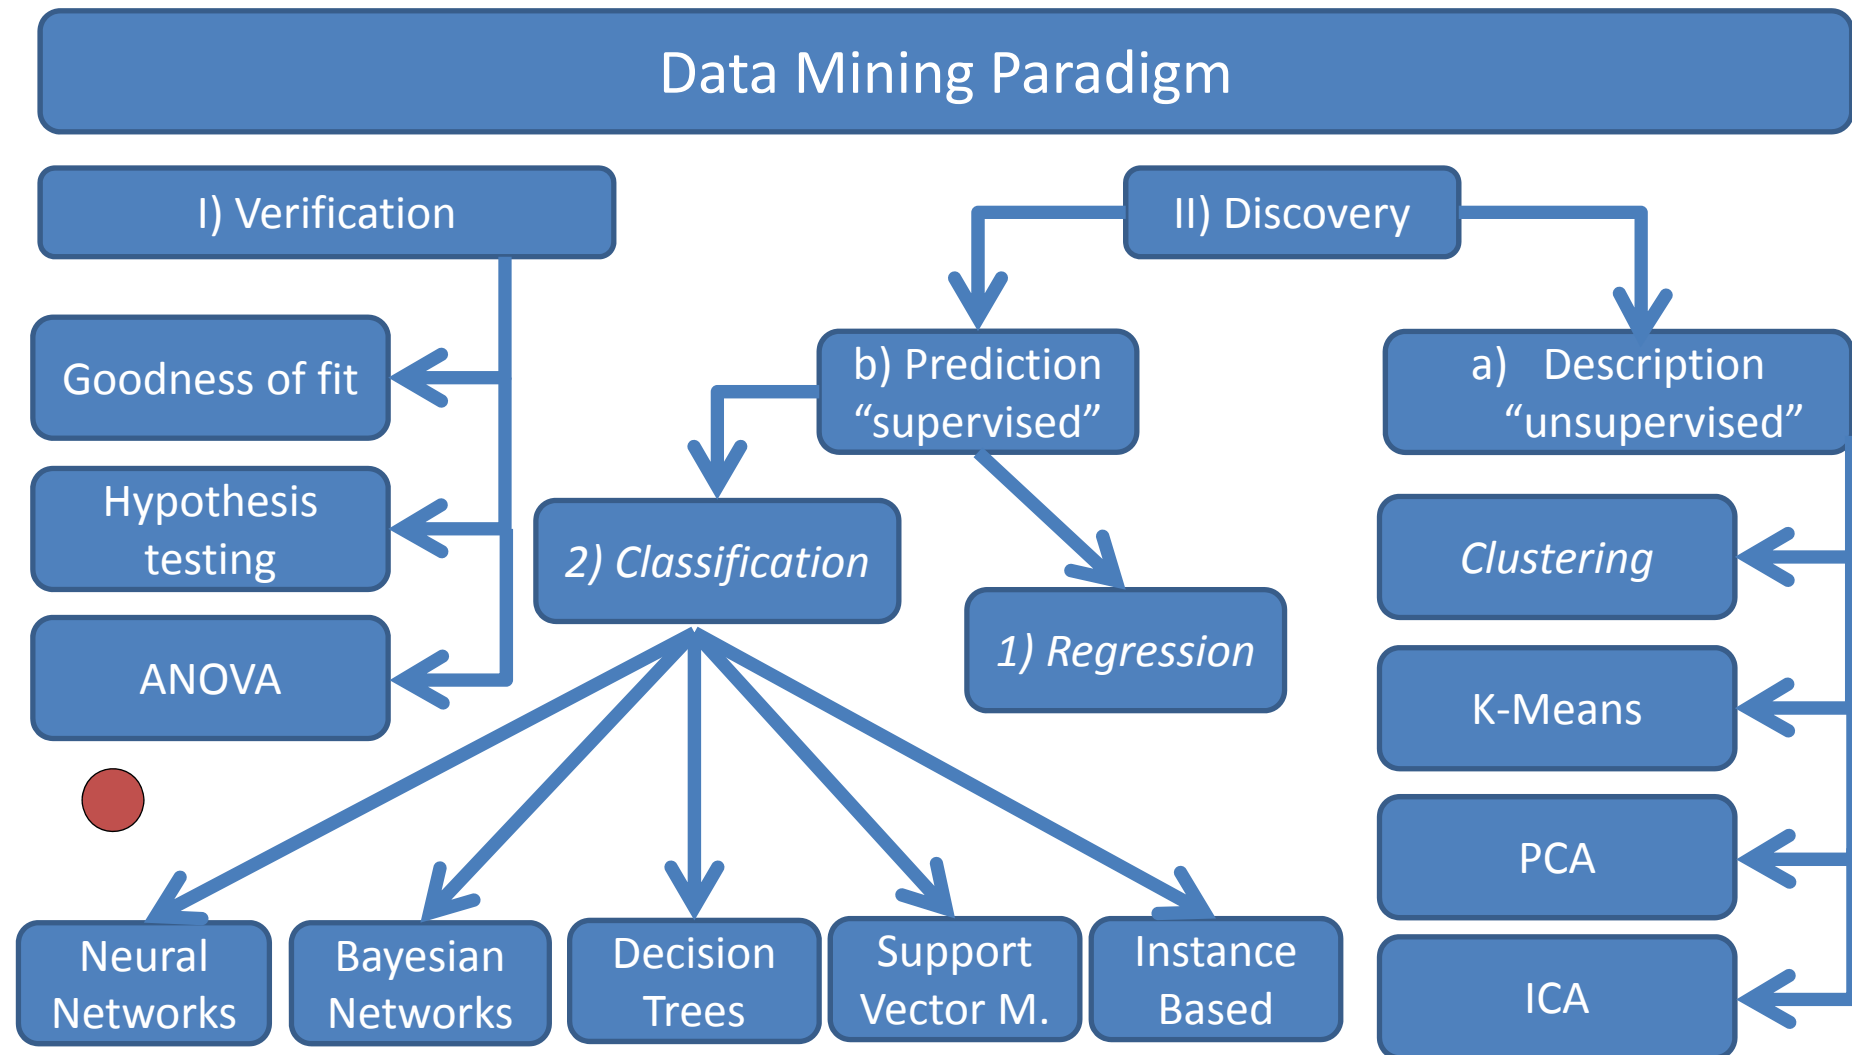 Data Mining Paradigm
I) Verification
II) Discovery
Goodness of fit
b) Prediction
“supervised”
a) Description
“unsupervised”
Hypothesis
testing
2) Classification
Clustering
ANOVA
1) Regression
K-Means
PCA
Neural
Networks
Bayesian
Networks
Decision
Trees
Support
Vector M.
Instance
Based
ICA